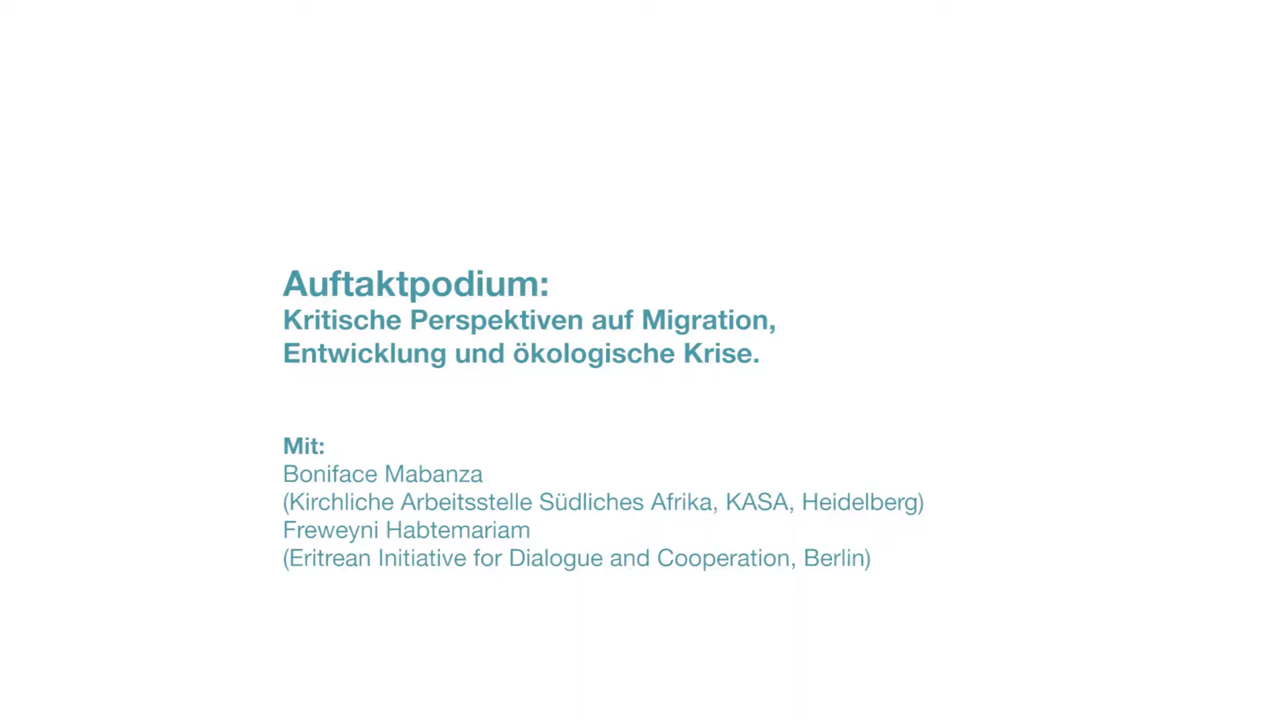 Auftaktpodium:
Kritische Perspektiven auf Migration,
Entwicklung und ökologische Krise.
Mit:
Boniface Mabanza
(Kirchliche Arbeitsstelle Südliches Afrika, KASA, Heidelberg)
Freweyni Habtemariam
(Eritrean Initiative for Dialogue and Cooperation, Berlin)